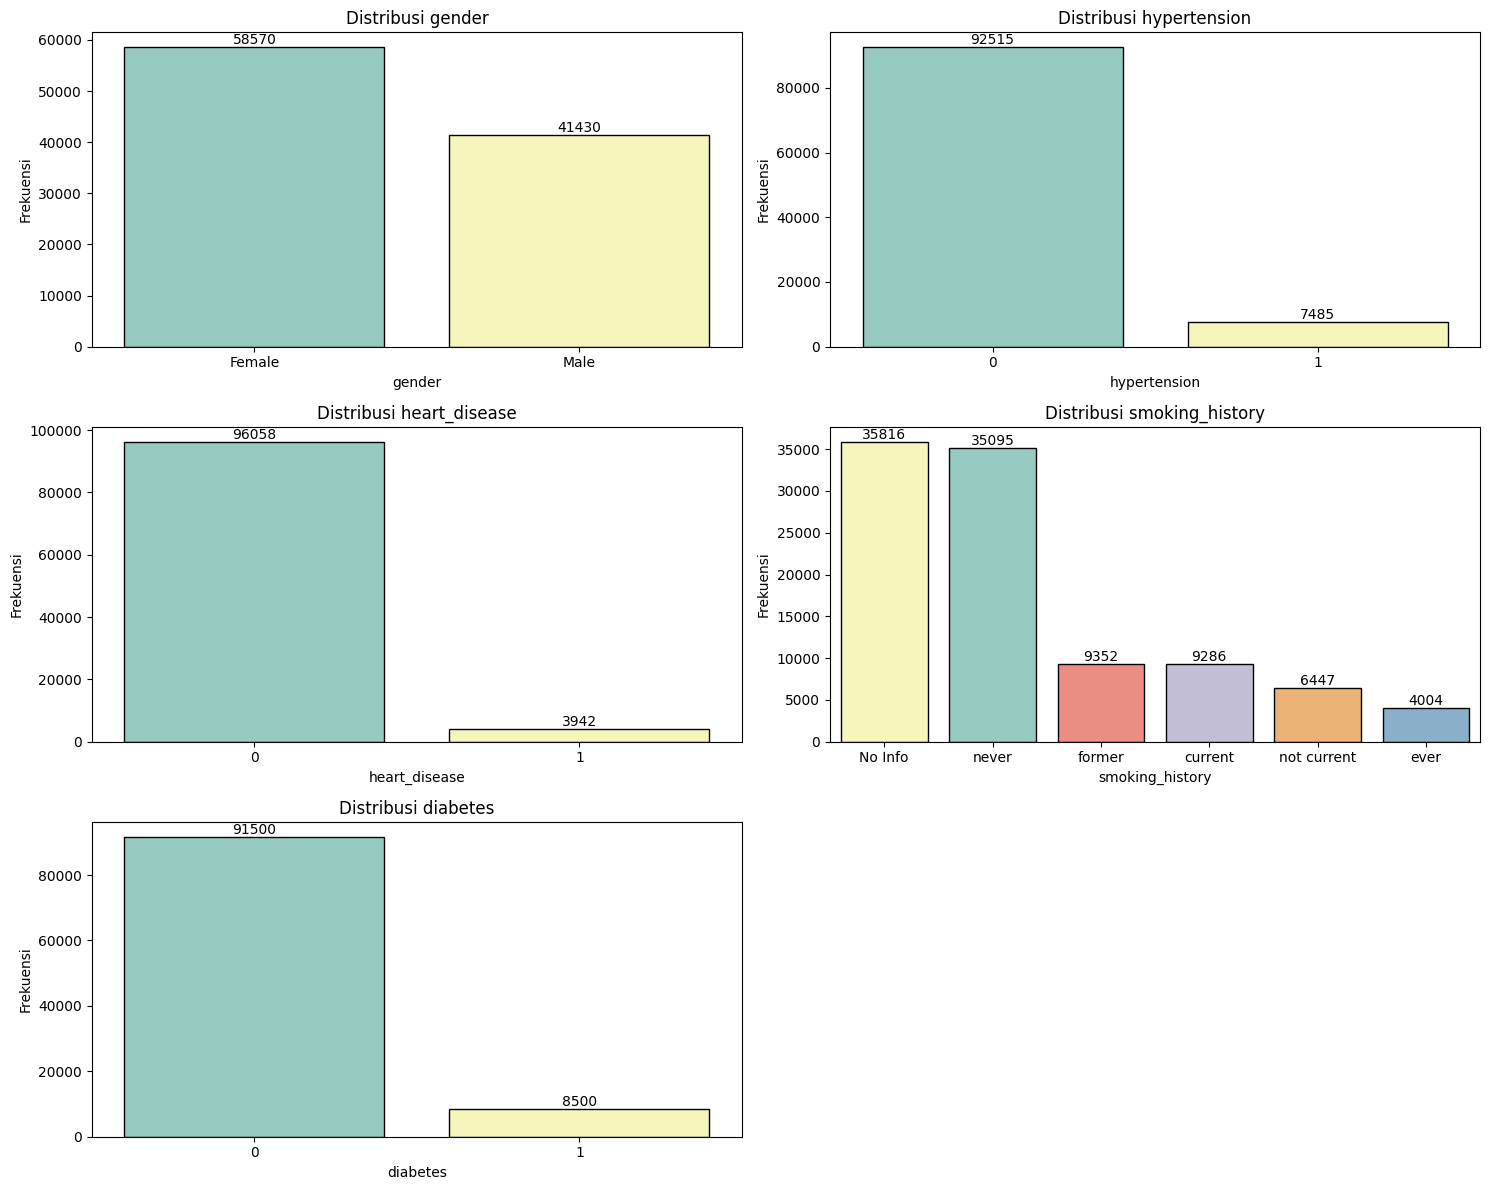 Distribusi gender
60000
50000
40000
30000
20000
10000
0
Frekuensi
58570
41430
Female Male
gender
Distribusi hypertension
80000
60000
40000
20000
0
Frekuensi
92515
7485
0 1
hypertension
Distribusi heart_disease
100000
80000
60000
40000
20000
0
Frekuensi
96058
3942
0 1
heart_disease
Distribusi smoking_history
35000
30000
25000
20000
15000
10000
5000
0
Frekuensi
35816
35095
9352
9286
6447
4004
No Info never former current not current ever
smoking_history
Distribusi diabetes
80000
60000
40000
20000
0
Frekuensi
91500
8500
0 1
diabetes